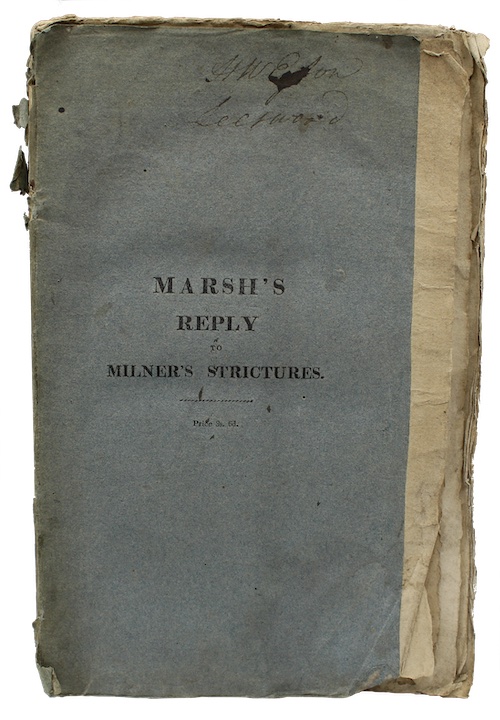 MARSH'S
REPLY
TO
MILNER'S STRICTURES.
Price 3s. 6d.